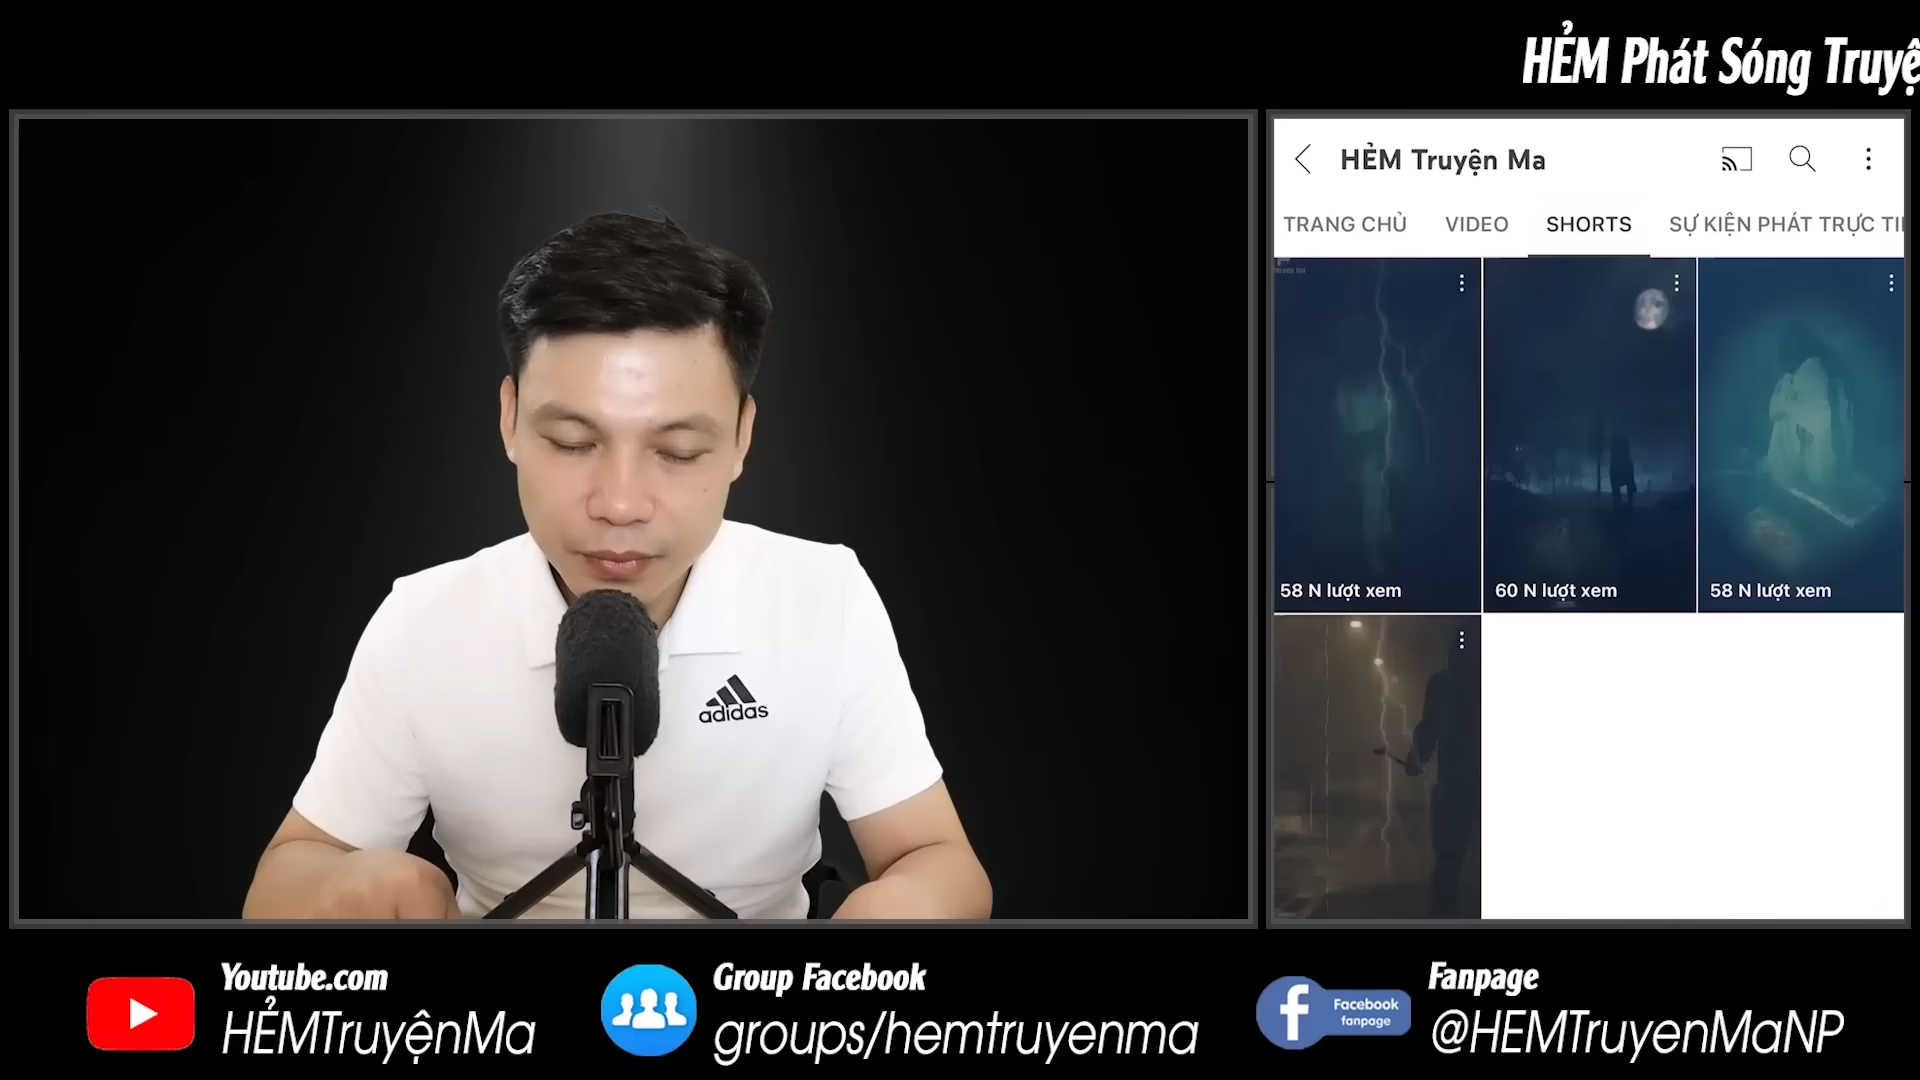 HẺM Phát Sóng Truyệ
HẺM Truyện Ma
TRANG CHỦ VIDEO SHORTS SỰ KIỆN PHÁT TRỰC TI
58 N lượt xem
60 N lượt xem
58 N lượt xem
adidas
Youtube.com
HẺMTruyệnMa
Group Facebook
groups/hemtruyenma
Facebook
fanpage
Fanpage
@HEMTruyenMaNP